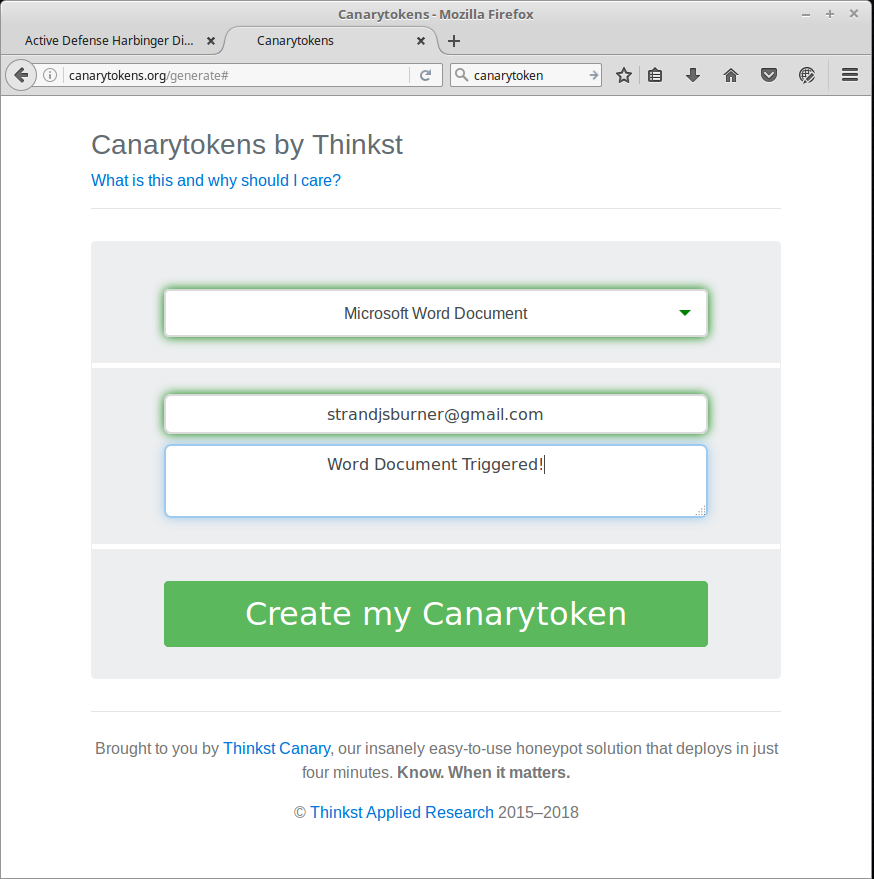 Canarytokens - Mozilla Firefox
Active Defense Harbinger Di...
Canarytokens
canarytokens.org/generate#
canarytoken
Canarytokens by Thinkst
What is this and why should I care?
Microsoft Word Document
strandjsburner@gmail.com
Word Document Triggered!
Create my Canarytoken
Brought to you by Thinkst Canary, our insanely easy-to-use honeypot solution that deploys in just
four minutes. Know. When it matters.
© Thinkst Applied Research 2015–2018